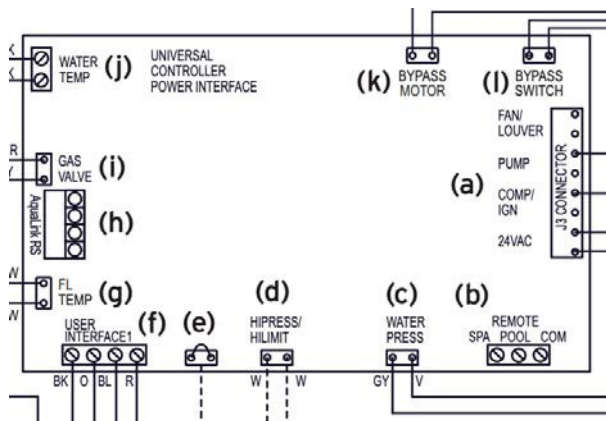 K
K
WATER
TEMP
(j)
UNIVERSAL
CONTROLLER
POWER INTERFACE
(k)
BYPASS
MOTOR
(l)
BYPASS
SWITCH
FAN/
LOUVER
PUMP
(a)
COMP/
IGN
24VAC
J3 CONNECTOR
R
GAS
VALVE
(i)
AquaLink RS
(h)
W
W
FL
TEMP
(g)
USER
INTERFACE1
(f)
BK O BL R
(e)
(d)
HIPRESS/
HILIMIT
W W
(c)
WATER
PRESS
GY V
(b)
REMOTE
SPA POOL COM